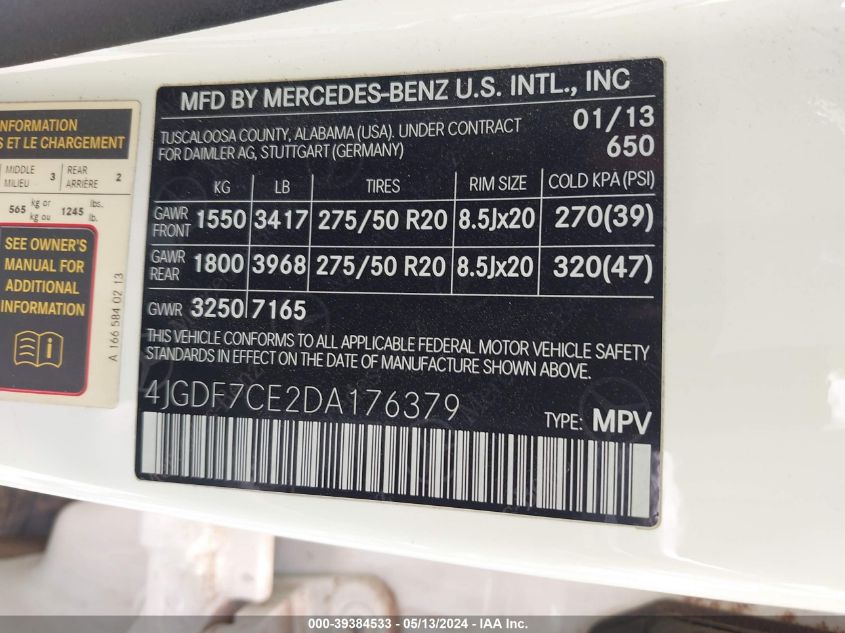 INFORMATION
S ET LE CHARGEMENT
MIDDLE
MILIEU 3
REAR
ARRIÈRE 2
565 kg or kg ou 1245 lbs. lb.
SEE OWNER'S
MANUAL FOR
ADDITIONAL
INFORMATION
A 166 584 02 13
MFD BY MERCEDES-BENZ U.S. INTL., INC
TUSCALOOSA COUNTY, ALABAMA (USA). UNDER CONTRACT
FOR DAIMLER AG, STUTTGART (GERMANY)
01/13
650
KG LB TIRES RIM SIZE COLD KPA (PSI)
GAWR FRONT 1550 3417 275/50 R20 8.5Jx20 270(39)
GAWR REAR 1800 3968 275/50 R20 8.5Jx20 320(47)
GVWR 3250 7165
THIS VEHICLE CONFORMS TO ALL APPLICABLE FEDERAL MOTOR VEHICLE SAFETY
STANDARDS IN EFFECT ON THE DATE OF MANUFACTURE SHOWN ABOVE.
4JGDF7CE2DA176379
TYPE: MPV
000-39384533 - 05/13/2024 - IAA Inc.